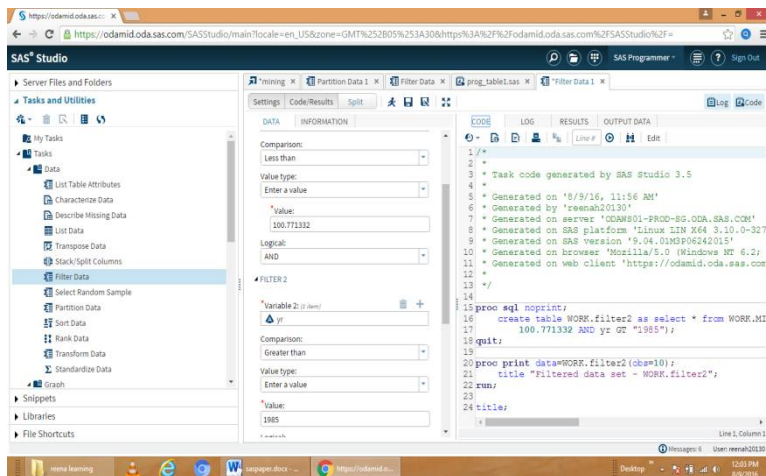 https://odamid.oda.sas.cc
https://odamid.oda.sas.com/SASStudio/main?locale=en_US&zone=GMT%252B05%253A30&https%3A%2F%2Fodamid.oda.sas.com%2FSASStudio%2F=
SAS® Studio
SAS Programmer
Sign Out
Server Files and Folders
Tasks and Utilities
My Tasks
Tasks
Data
List Table Attributes
Characterize Data
Describe Missing Data
List Data
Transpose Data
Stack/Split Columns
Filter Data
Select Random Sample
Partition Data
Sort Data
Rank Data
Transform Data
Standardize Data
Graph
Snippets
Libraries
File Shortcuts
*mining
Partition Data 1
Filter Data
prog_table1.sas
*Filter Data 1
Settings
Code/Results
Split
Log
Code
DATA
INFORMATION
Comparison:
Less than
Value type:
Enter a value
*Value:
100.771332
Logical:
AND
FILTER 2
*Variable 2: (1 item)
yr
Comparison:
Greater than
Value type:
Enter a value
*Value:
1985
CODE
LOG
RESULTS
OUTPUT DATA
Line #
Edit
1 /*
2 *
3 * Task code generated by SAS Studio 3.5
4 *
5 * Generated on '8/9/16, 11:56 AM'
6 * Generated by 'reenah20130'
7 * Generated on server 'ODAWS01-PROD-SG.ODA.SAS.COM'
8 * Generated on SAS platform 'Linux LIN X64 3.10.0-327
9 * Generated on SAS version '9.04.01M3P06242015'
10 * Generated on browser 'Mozilla/5.0 (Windows NT 6.2;
11 * Generated on web client 'https://odamid.oda.sas.com
12 *
13 */
14
15 proc sql noprint;
16 create table WORK.filter2 as select * from WORK.MI
17 100.771332 AND yr GT "1985");
18 quit;
19
20 proc print data=WORK.filter2(obs=10);
21 title "Filtered data set - WORK.filter2";
22 run;
23
24 title;
Line 1, Column 1
Messages: 6
User: reenah20130
reena learning
saspaper.docx - ...
https://odamid.o...
Desktop
12:03 PM
8/9/2016